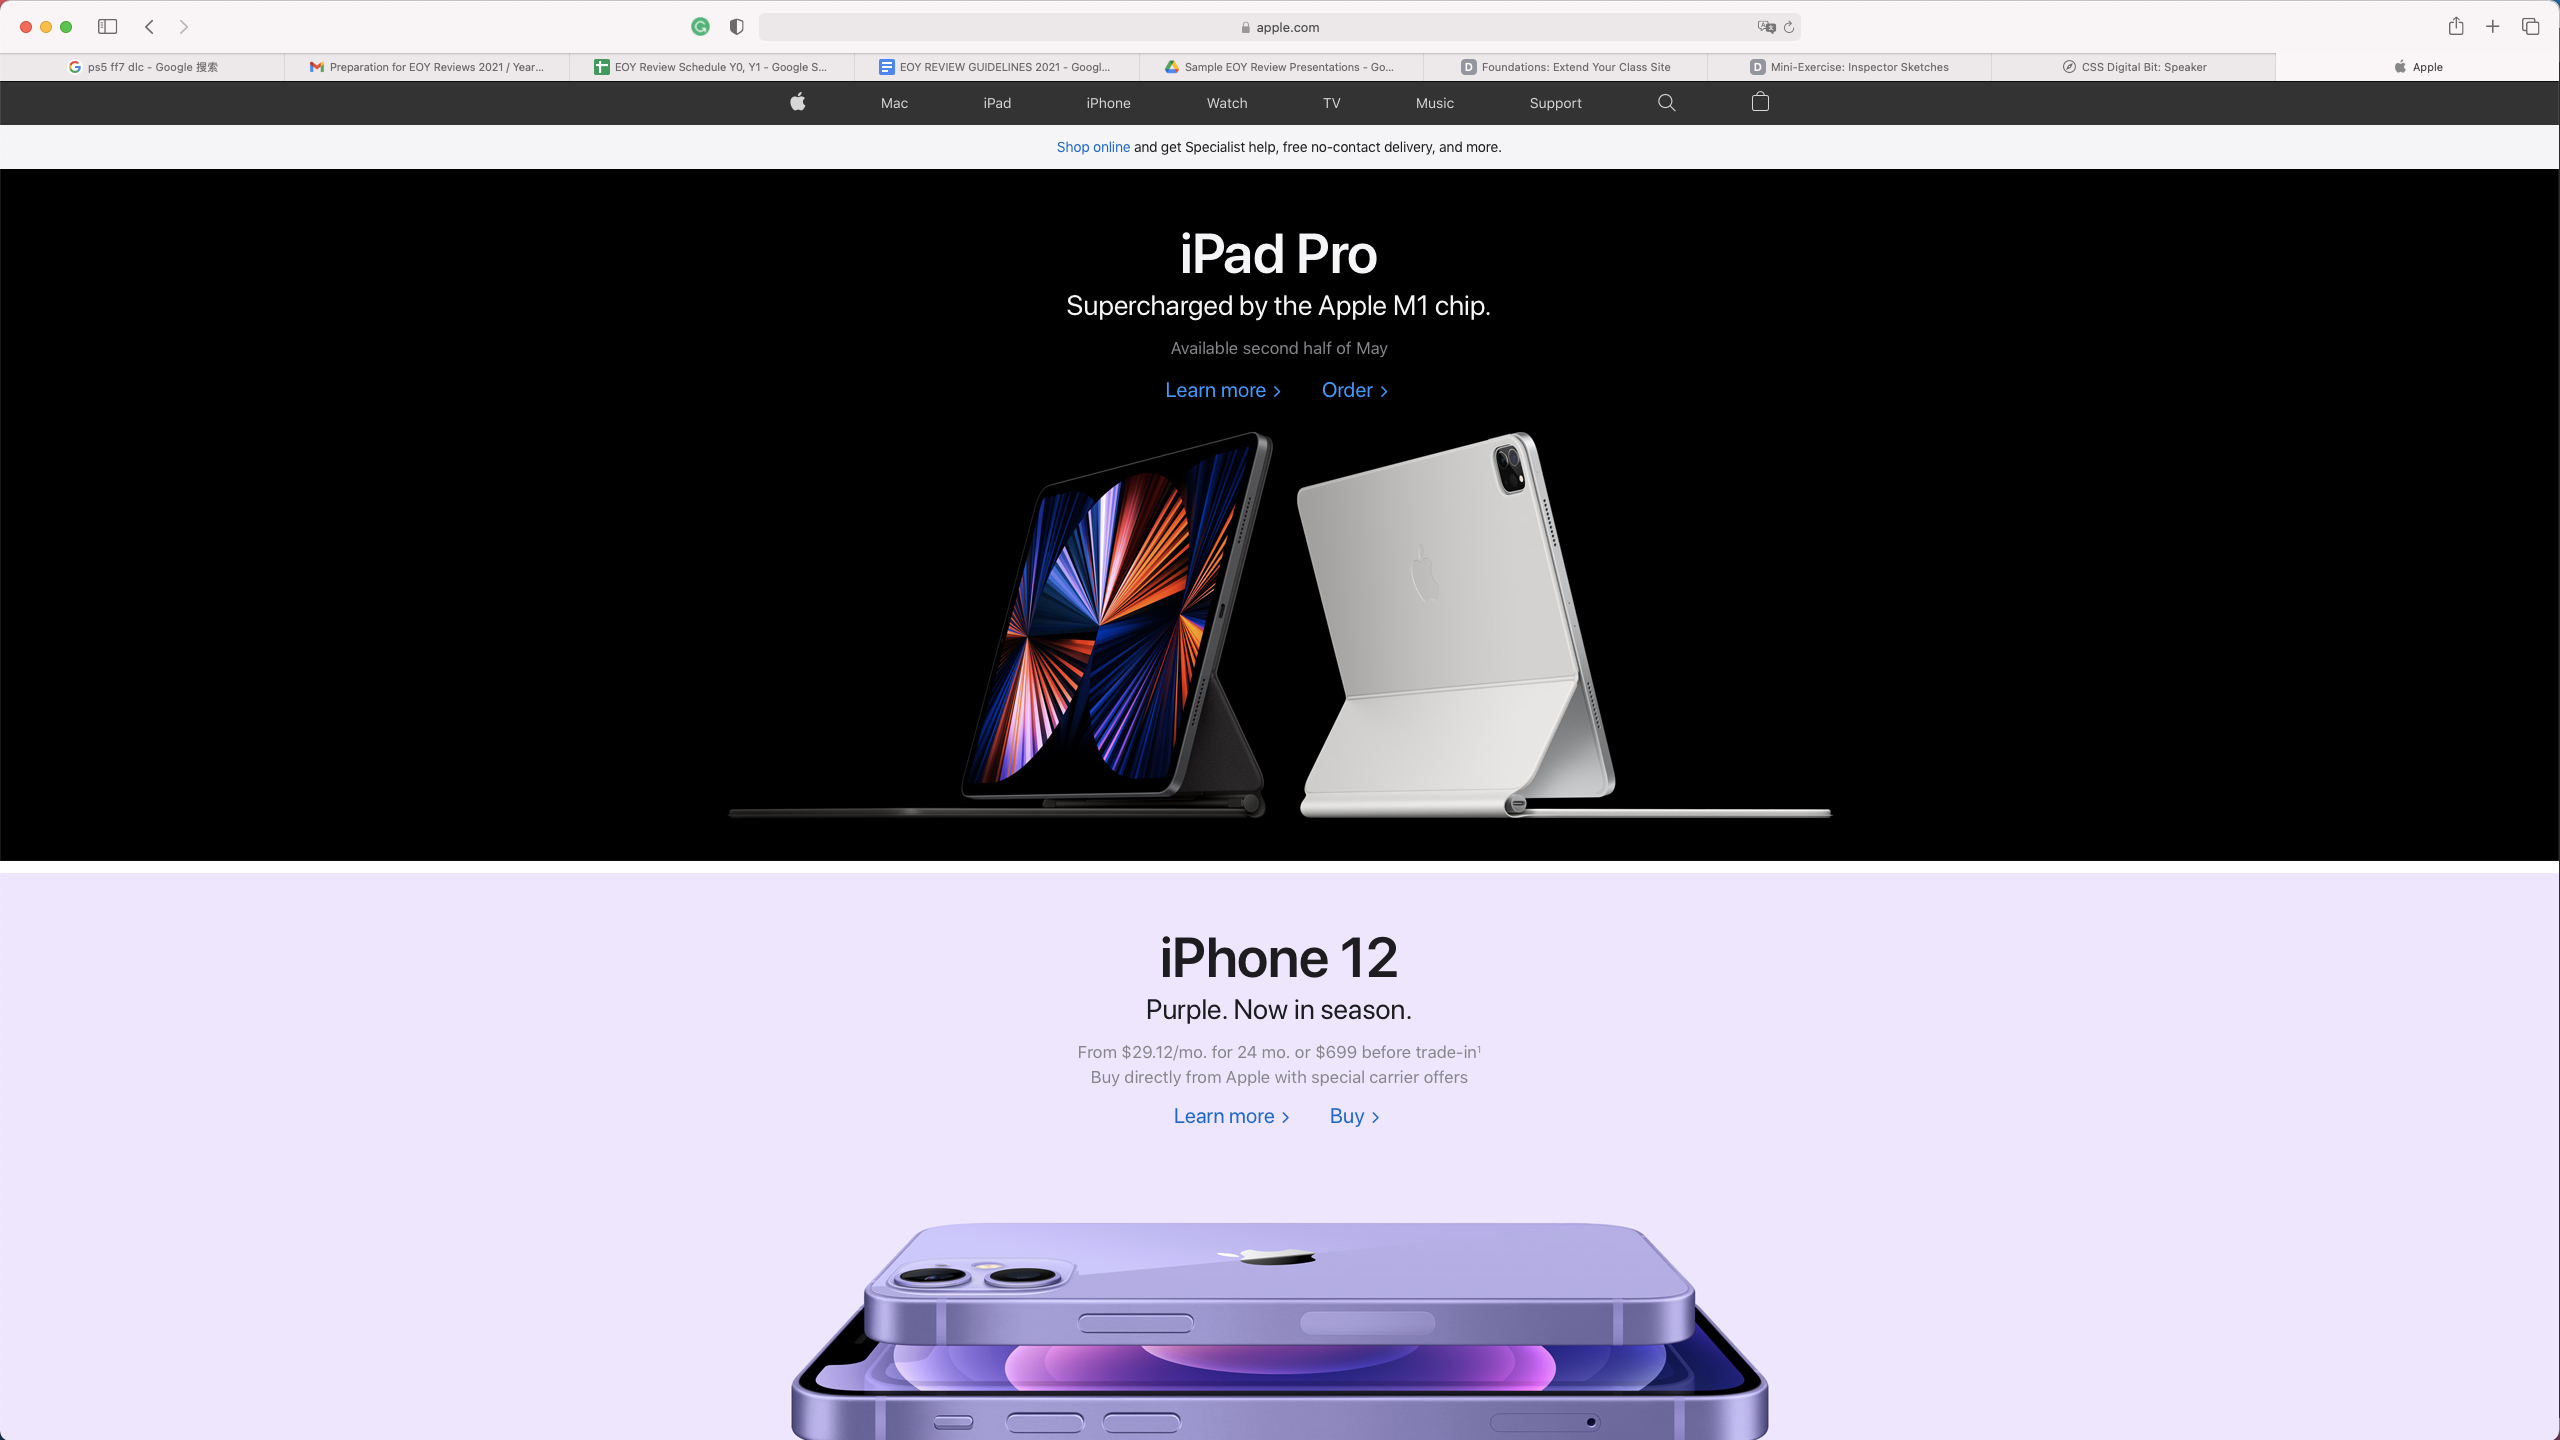 apple.com
ps5 ff7 dlc - Google 搜索
Preparation for EOY Reviews 2021 / Year...
EOY Review Schedule Y0, Y1 - Google S...
EOY REVIEW GUIDELINES 2021 - Googl...
Sample EOY Review Presentations - Go...
D Foundations: Extend Your Class Site
D Mini-Exercise: Inspector Sketches
CSS Digital Bit: Speaker
Apple
Mac iPad iPhone Watch TV Music Support
Shop online and get Specialist help, free no-contact delivery, and more.
iPad Pro
Supercharged by the Apple M1 chip.
Available second half of May
Learn more > Order >
iPhone 12
Purple. Now in season.
From $29.12/mo. for 24 mo. or $699 before trade-in¹
Buy directly from Apple with special carrier offers
Learn more > Buy >